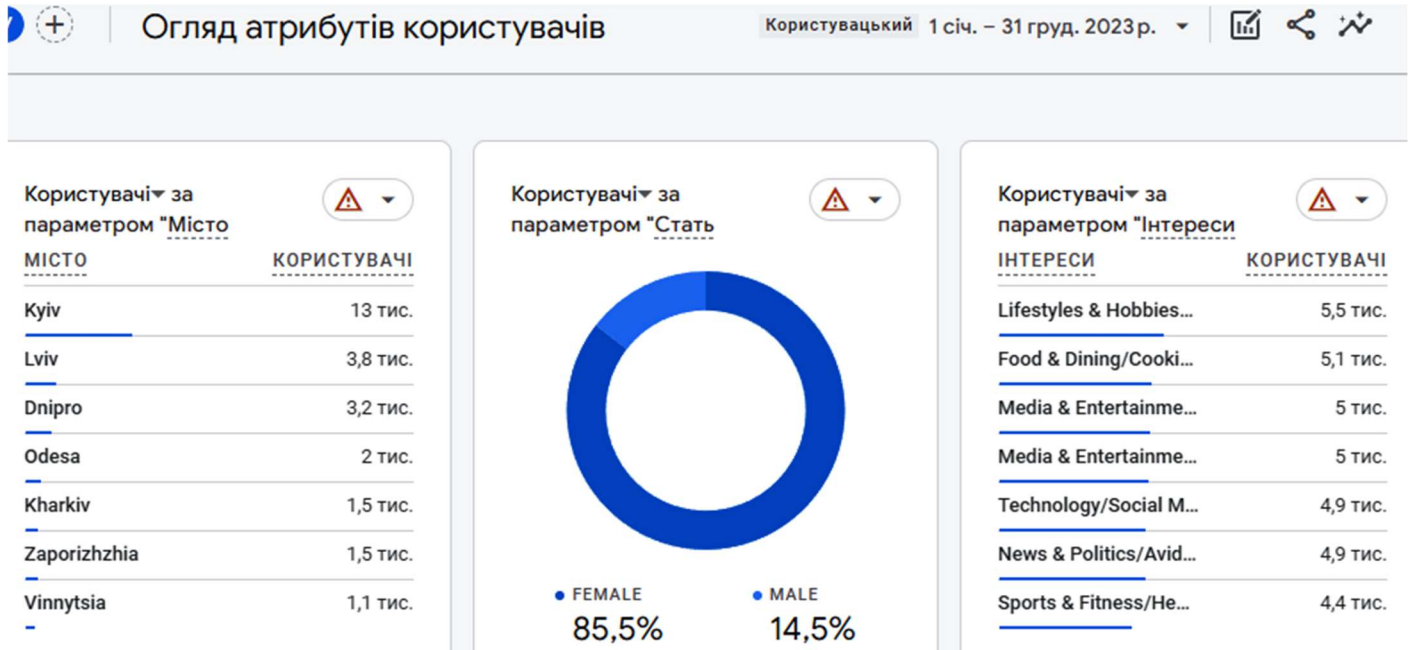 Огляд атрибутів користувачів
Користувацький 1 січ. – 31 груд. 2023 р.
Користувачі за
параметром "Місто
МІСТО КОРИСТУВАЧІ
Kyiv 13 тис.
Lviv 3,8 тис.
Dnipro 3,2 тис.
Odesa 2 тис.
Kharkiv 1,5 тис.
Zaporizhzhia 1,5 тис.
Vinnytsia 1,1 тис.
Користувачі за
параметром "Стать
FEMALE MALE
85,5% 14,5%
Користувачі за
параметром "Інтереси
ІНТЕРЕСИ КОРИСТУВАЧІ
Lifestyles & Hobbies... 5,5 тис.
Food & Dining/Cooki... 5,1 тис.
Media & Entertainme... 5 тис.
Media & Entertainme... 5 тис.
Technology/Social M... 4,9 тис.
News & Politics/Avid... 4,9 тис.
Sports & Fitness/He... 4,4 тис.